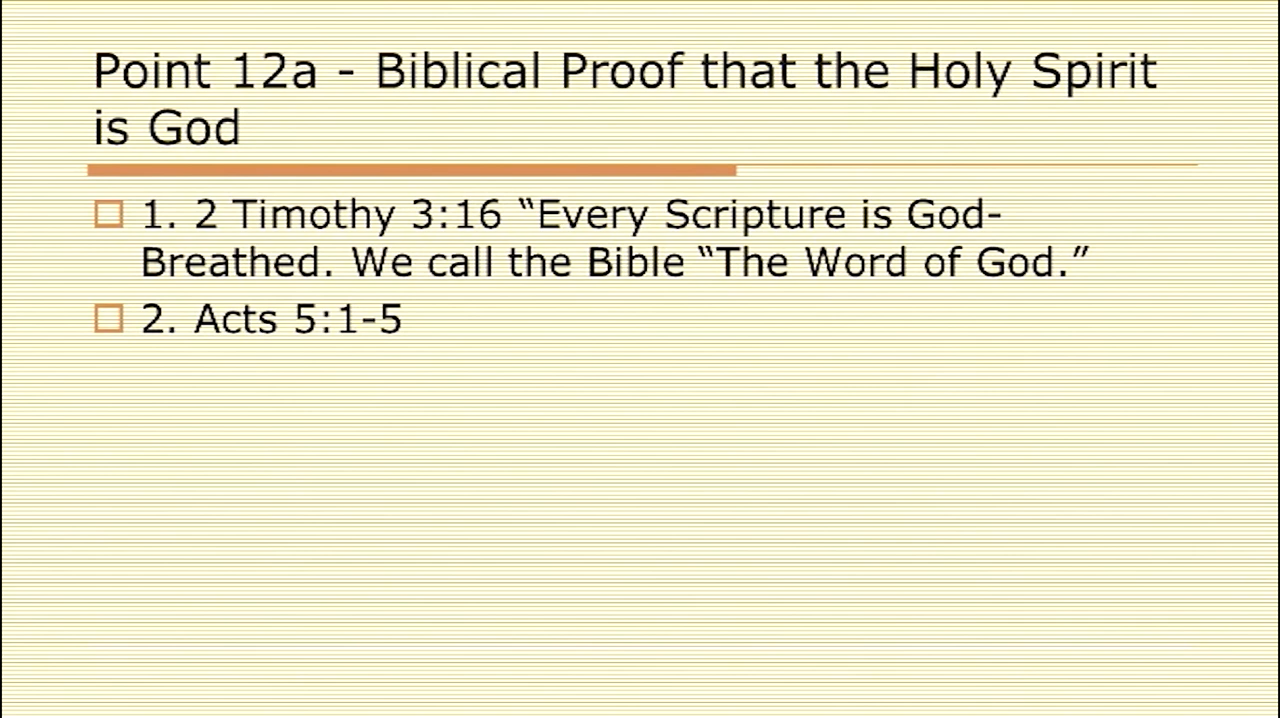 Point 12a - Biblical Proof that the Holy Spirit
is God
1. 2 Timothy 3:16 “Every Scripture is God-
Breathed. We call the Bible “The Word of God.”
2. Acts 5:1-5